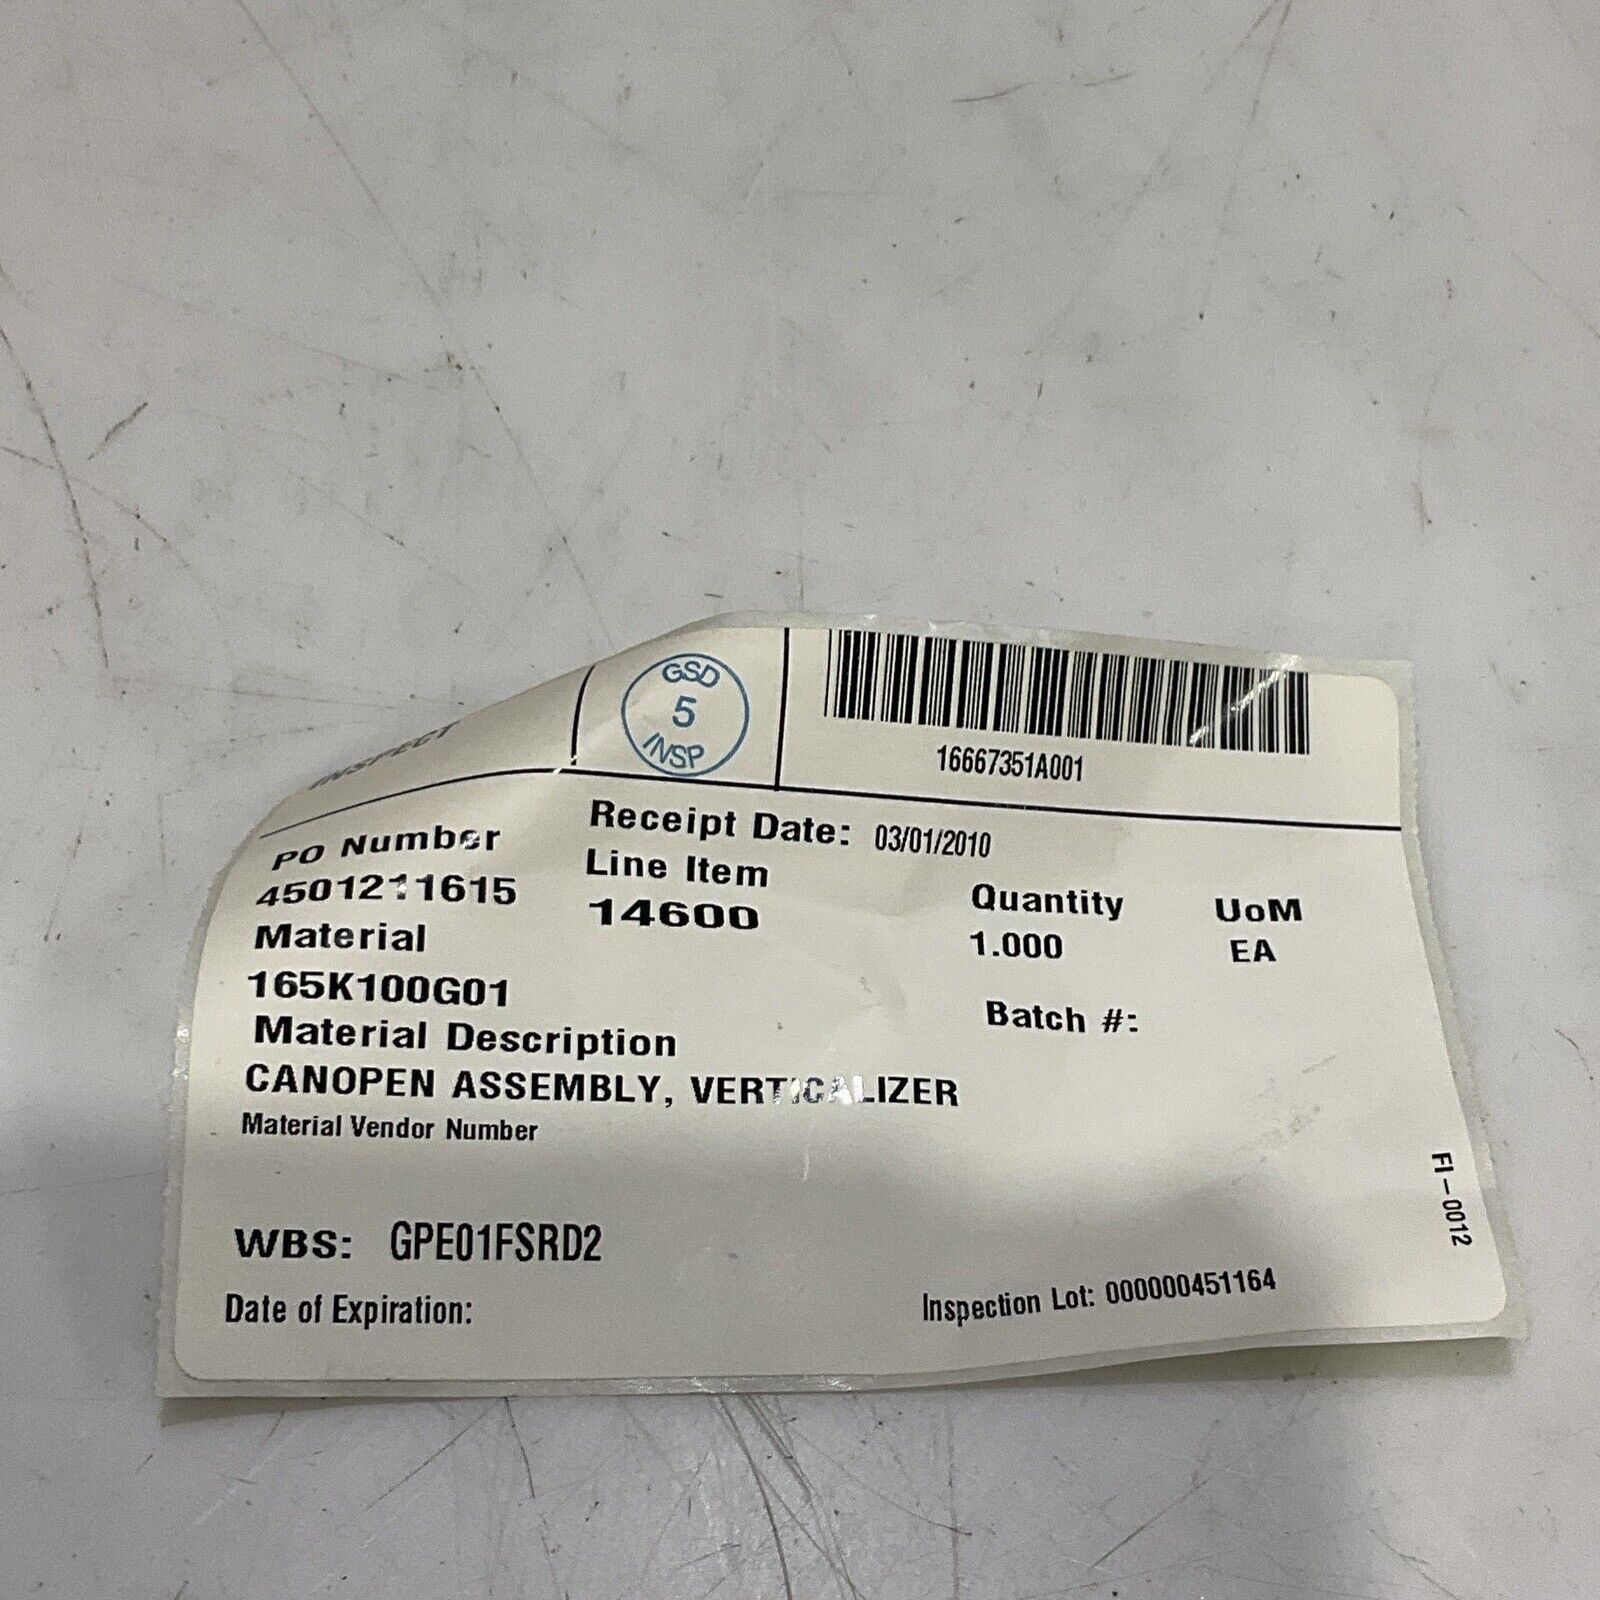 INSPECT
GSD
5
INSP
16667351A001
PO Number
4501211615
Receipt Date: 03/01/2010
Line Item
14600
Quantity
1.000
UoM
EA
Material
165K100G01
Batch #:
Material Description
CANOPEN ASSEMBLY, VERTICALIZER
Material Vendor Number
WBS: GPE01FSRD2
Date of Expiration:
Inspection Lot: 000000451164
FI-0012